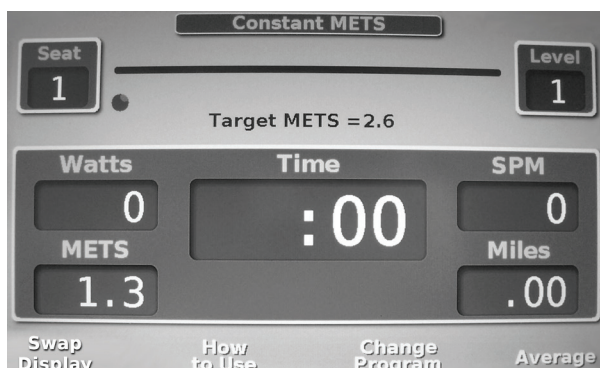 Constant METS
Seat
Level
1
1
Target METS =2.6
Watts
Time
SPM
0
:00
0
METS
Miles
1.3
.00
Swap
Display
How
to Use
Change
Program
Average